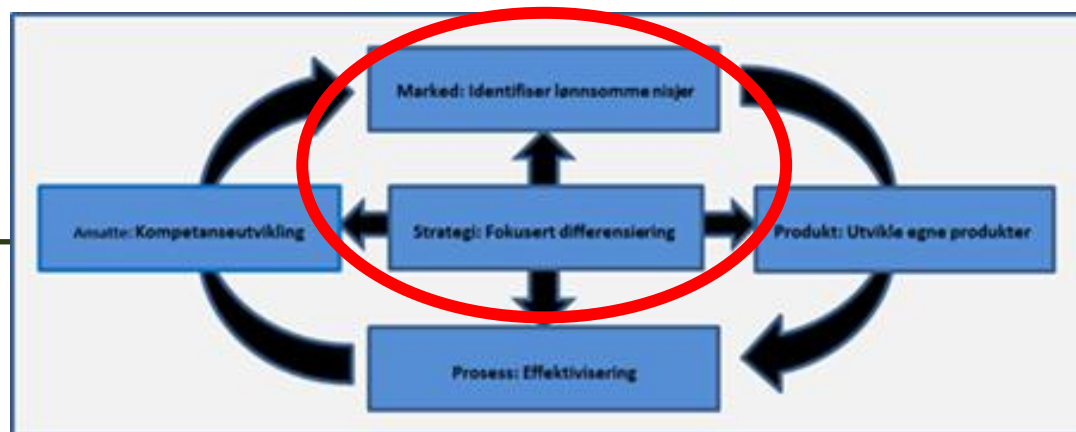 Marked: Identifiser lønnsomme nisjer
Ansatte: Kompetanseutvikling
Strategi: Fokusert differensiering
Produkt: Utvikle egne produkter
Prosess: Effektivisering